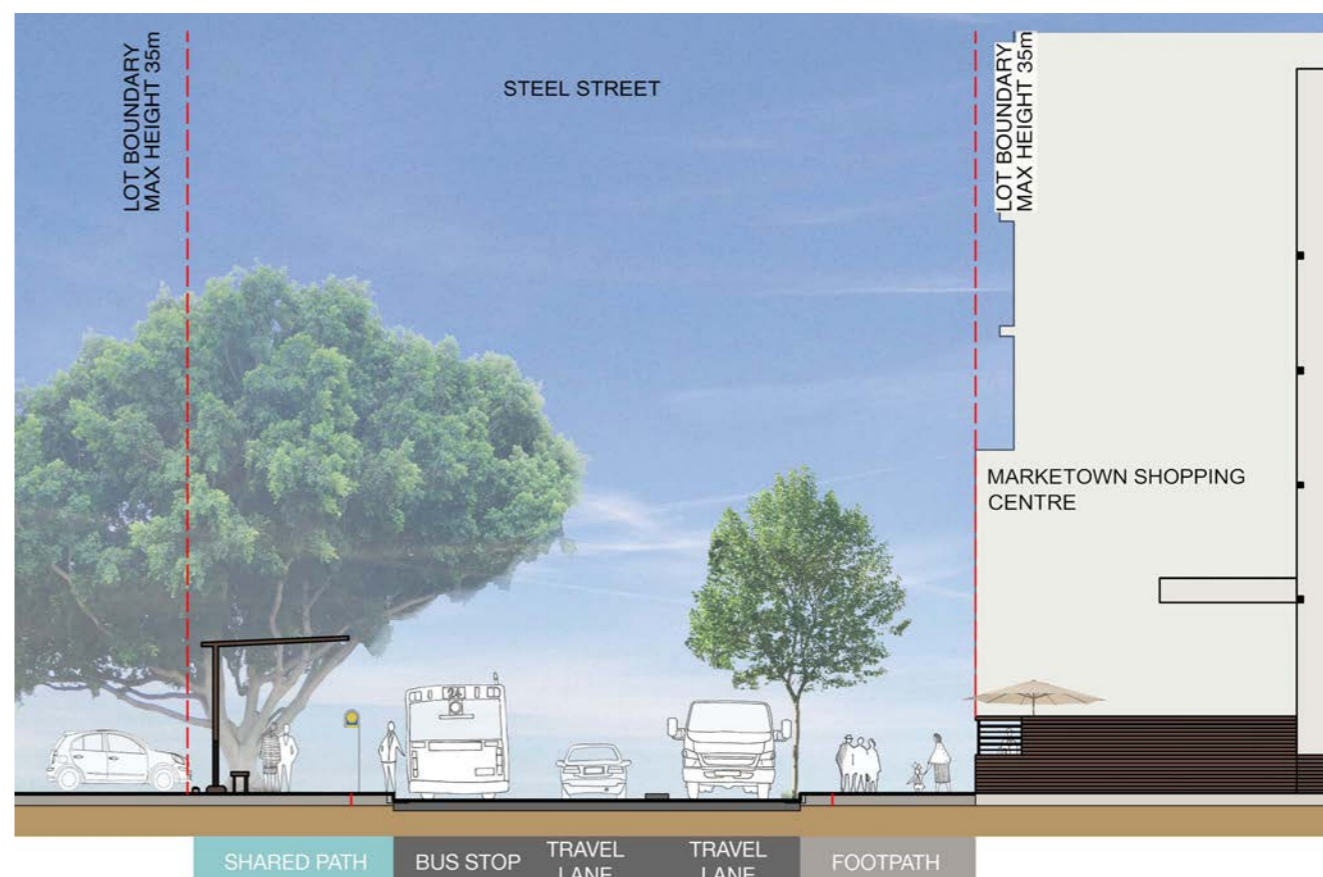 LOT BOUNDARY
MAX HEIGHT 35m
STEEL STREET
LOT BOUNDARY
MAX HEIGHT 35m
MARKETOWN SHOPPING
CENTRE
24
SHARED PATH
BUS STOP
TRAVEL
LANE
TRAVEL
LANE
FOOTPATH